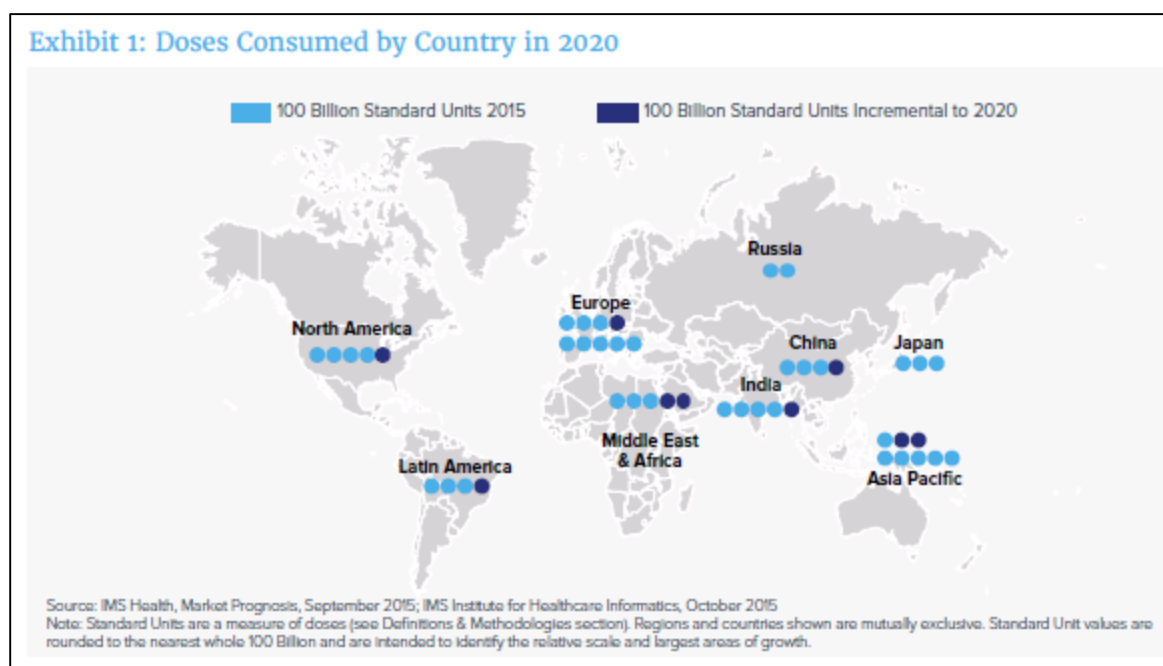 Exhibit 1: Doses Consumed by Country in 2020
100 Billion Standard Units 2015
100 Billion Standard Units Incremental to 2020
Russia
Europe
North America
China
Japan
India
Middle East
& Africa
Latin America
Asia Pacific
Source: IMS Health, Market Prognosis, September 2015; IMS Institute for Healthcare Informatics, October 2015
Note: Standard Units are a measure of doses (see Definitions & Methodologies section). Regions and countries shown are mutually exclusive. Standard Unit values are
rounded to the nearest whole 100 Billion and are intended to identify the relative scale and largest areas of growth.